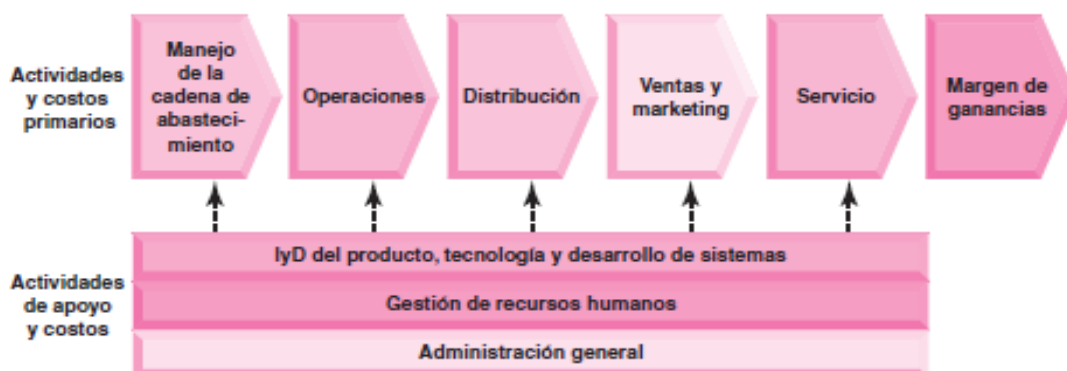 Actividades
y costos
primarios
Manejo
de la
cadena de
abasteci-
miento
Operaciones
Distribución
Ventas y
marketing
Servicio
Margen de
ganancias
Actividades
de apoyo
y costos
IyD del producto, tecnología y desarrollo de sistemas
Gestión de recursos humanos
Administración general